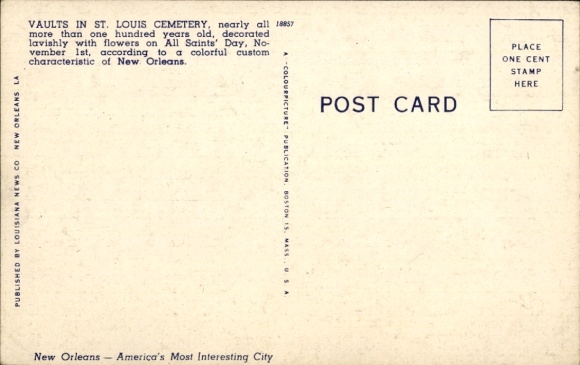 VAULTS IN ST. LOUIS CEMETERY, nearly all
more than one hundred years old, decorated
lavishly with flowers on All Saints' Day, No-
vember 1st, according to a colorful custom
characteristic of New Orleans.
18857
PLACE
ONE CENT
STAMP
HERE
POST CARD
PUBLISHED BY LOUISIANA NEWS CO NEW ORLEANS LA
A "COLOURPICTURE" PUBLICATION, BOSTON 15, MASS., U. S. A
New Orleans — America's Most Interesting City